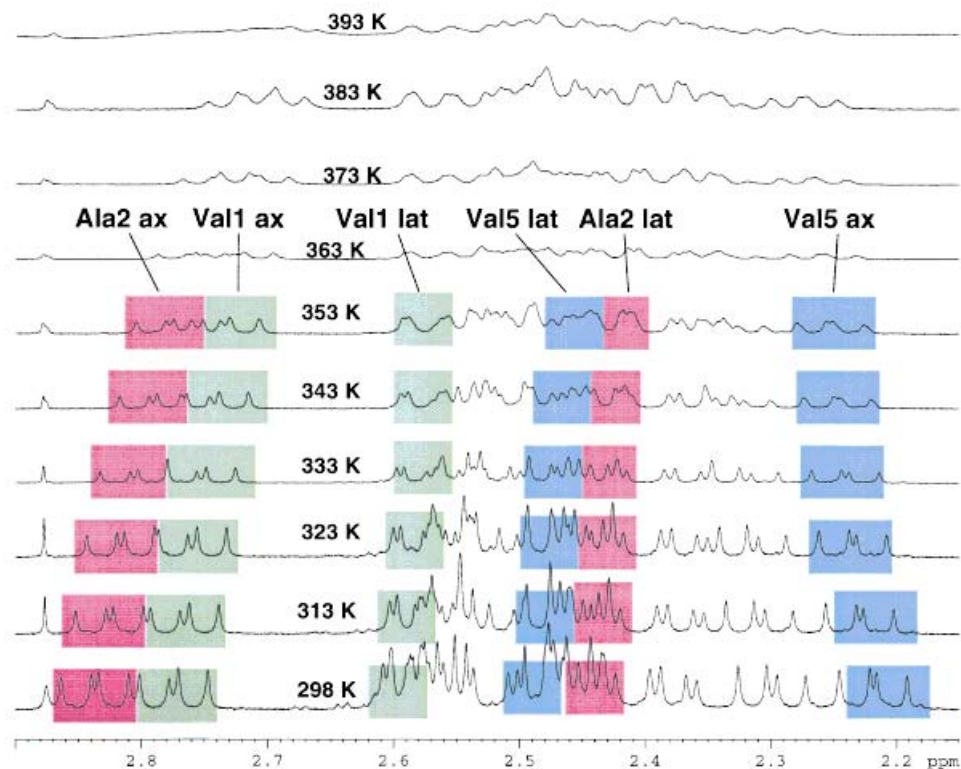 393 K
383 K
373 K
Ala2 ax Val1 ax Val1 lat Val5 lat Ala2 lat Val5 ax
363 K
353 K
343 K
333 K
323 K
313 K
298 K
2.8 2.7 2.6 2.5 2.4 2.3 2.2 ppm